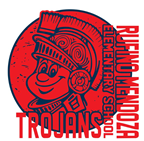 RUFINO MENDOZA
ELEMENTARY SCHOOL
TROJANS